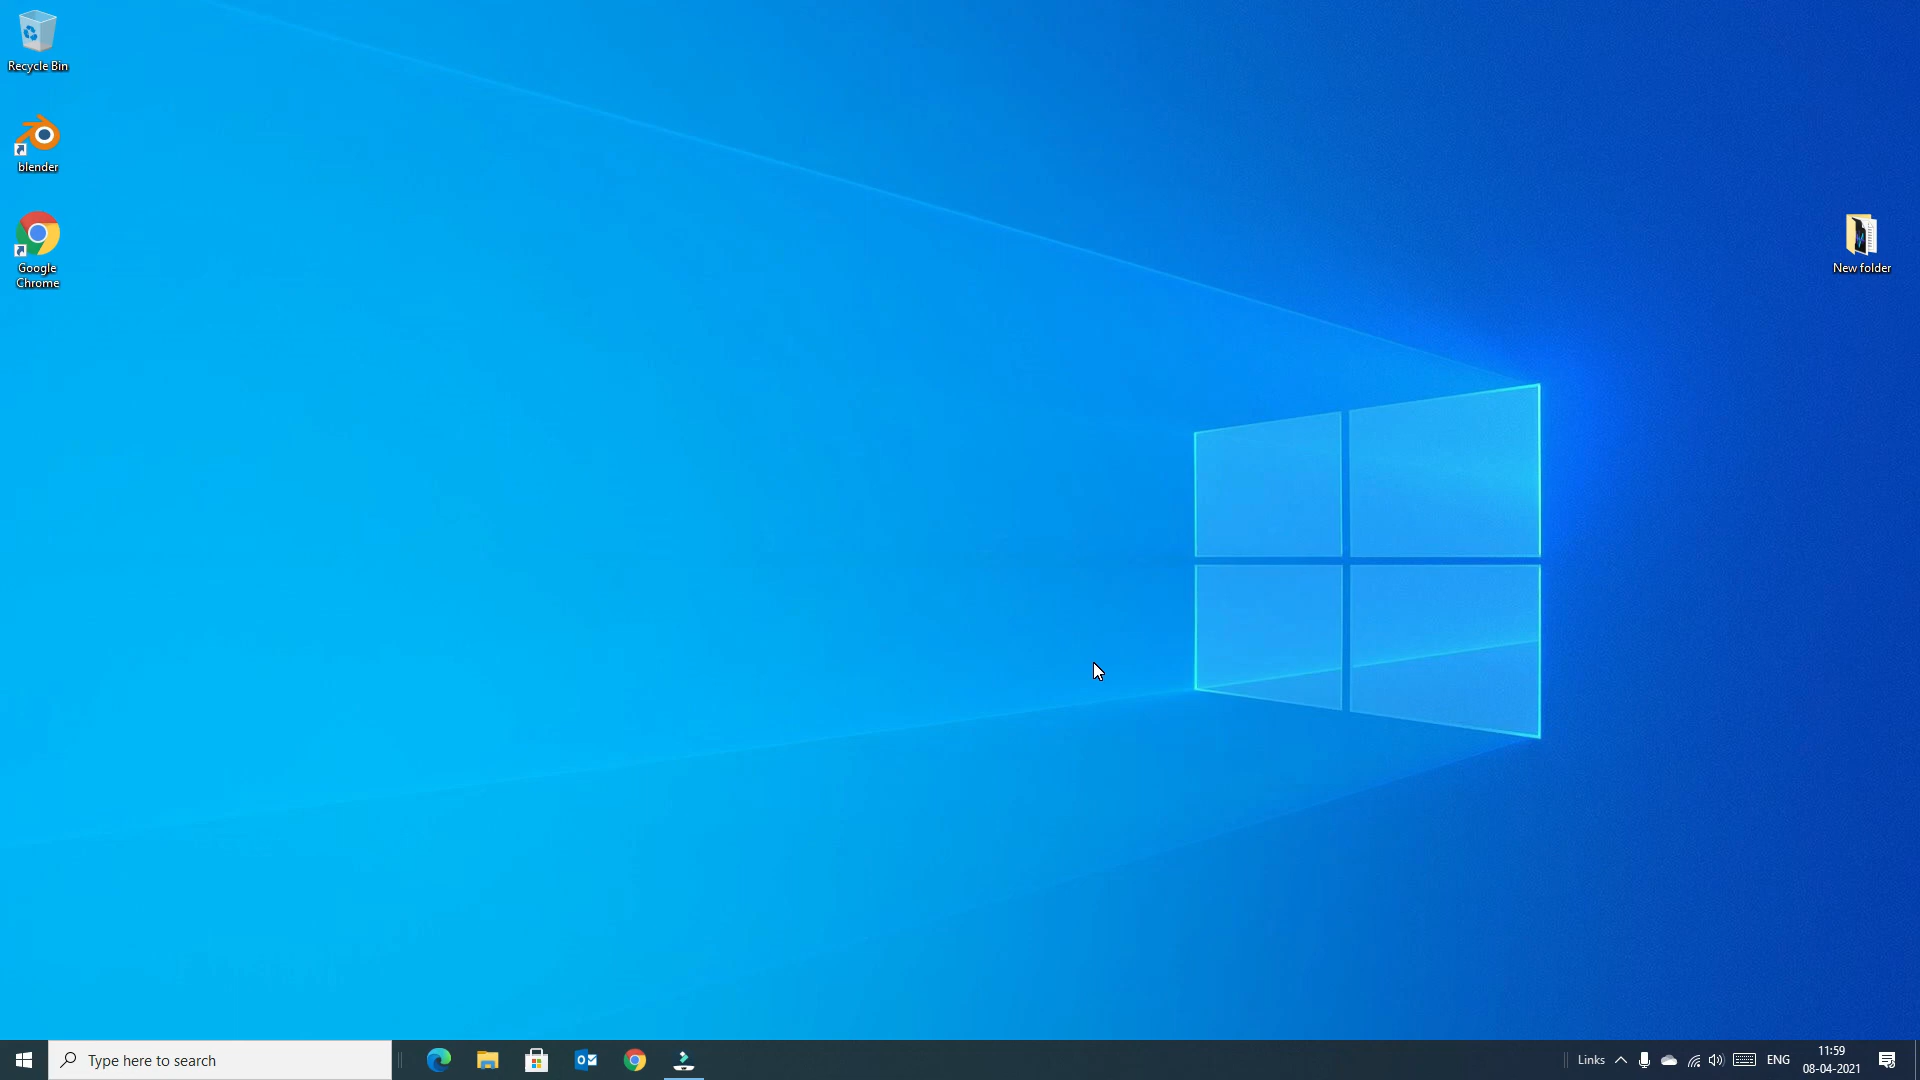 Recycle Bin
blender
Google
Chrome
New folder
Type here to search
Links
ENG
11:59
08-04-2021